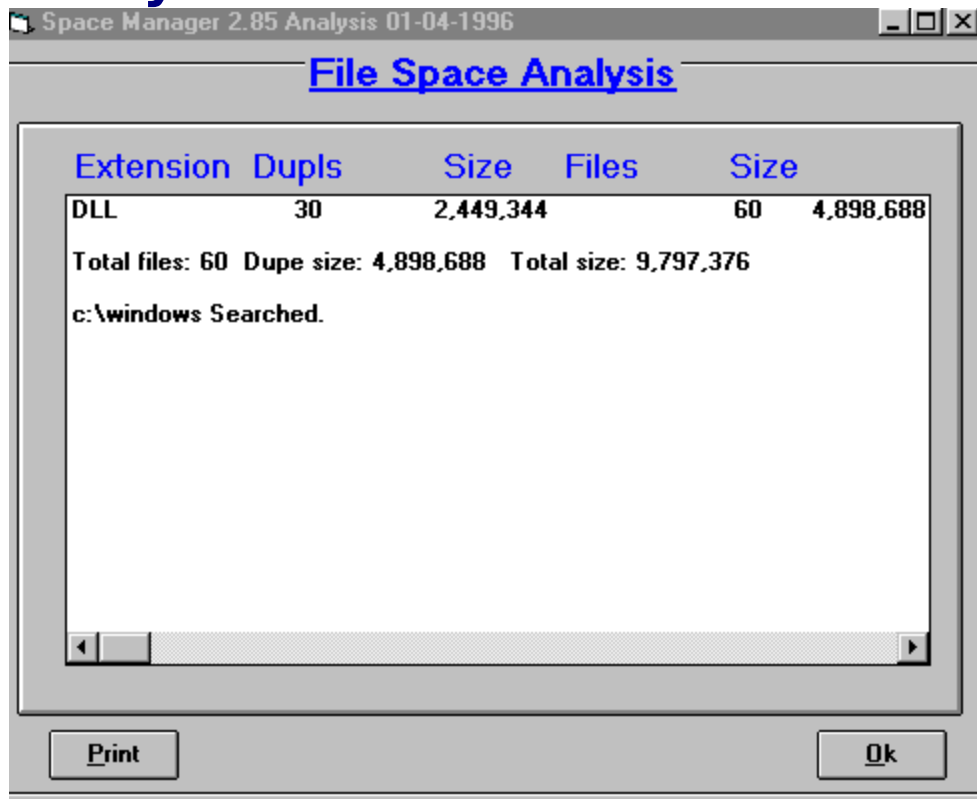 Space Manager 2.85 Analysis 01-04-1996
File Space Analysis
Extension Dupls Size Files Size
DLL 30 2,449,344 60 4,898,688
Total files: 60 Dupe size: 4,898,688 Total size: 9,797,376
c:\windows Searched.
Print Ok